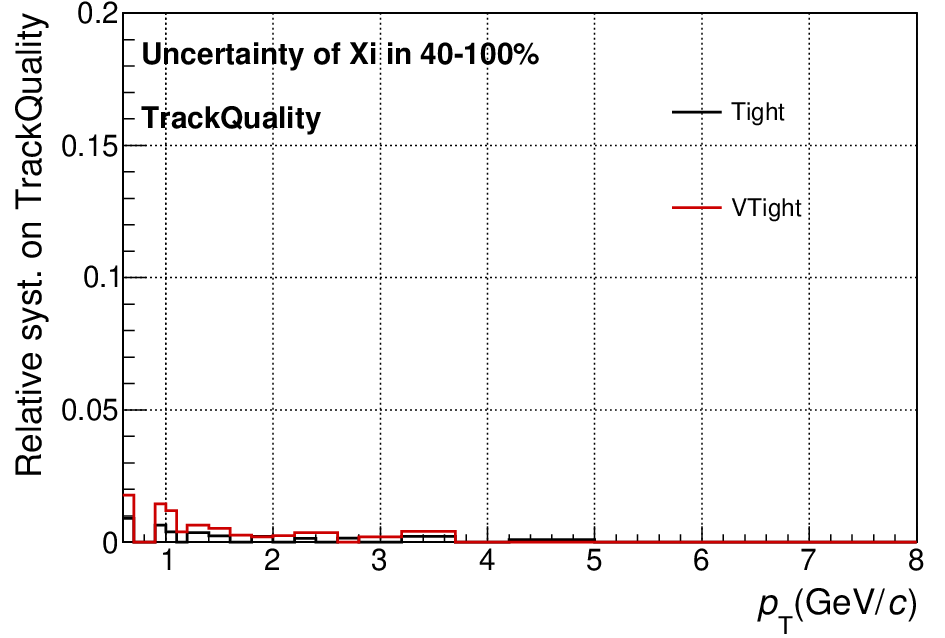 Relative syst. on TrackQuality
0.2
0.15
0.1
0.05
0
Uncertainty of Xi in 40-100%
TrackQuality
Tight
VTight
1 2 3 4 5 6 7 8
p_T(GeV/c)